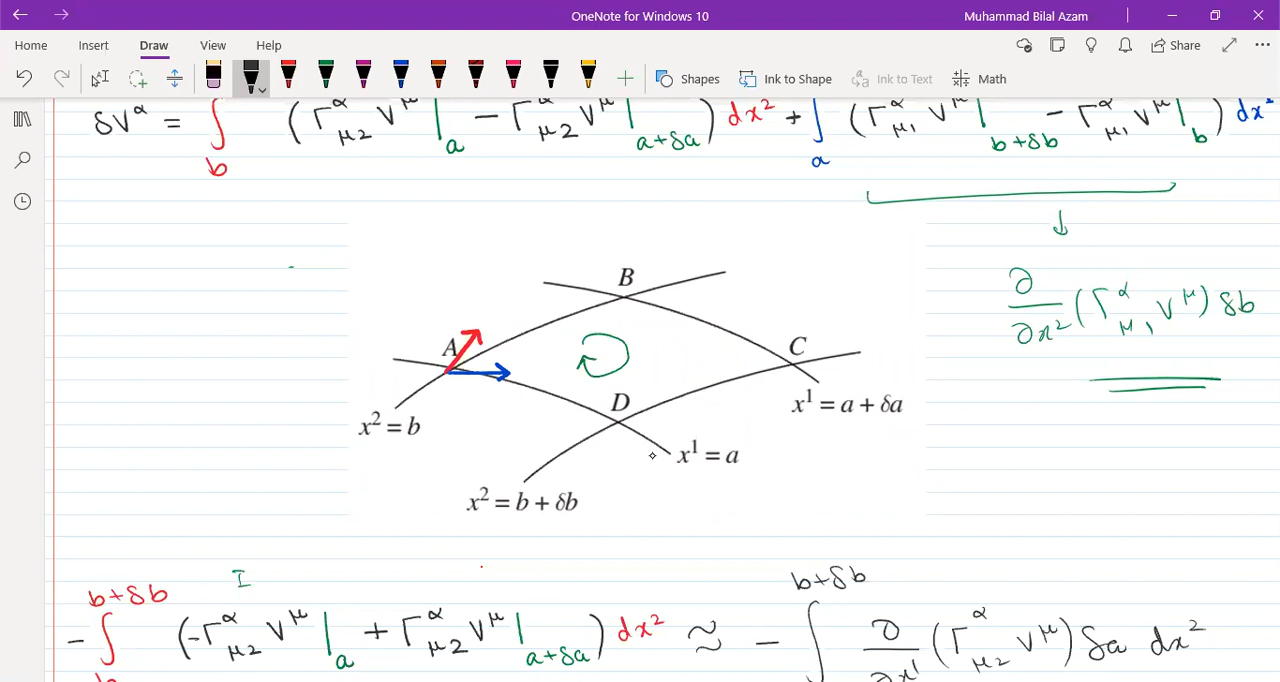 OneNote for Windows 10
Muhammad Bilal Azam
Home Insert Draw View Help
Share
Shapes Ink to Shape Ink to Text Math
δV^α = ∫_b (Γ^α_μ2 V^μ |_a − Γ^α_μ2 V^μ |_a+δa) dx² + ∫_a (Γ^α_μ1 V^μ |_b+δb − Γ^α_μ1 V^μ |_b) dx¹
↓
∂/∂x² (Γ^α_μ1 V^μ) δb
B
A
C
D
x¹ = a + δa
x² = b
x¹ = a
x² = b + δb
I
− ∫^b+δb_b (−Γ^α_μ2 V^μ |_a + Γ^α_μ2 V^μ |_a+δa) dx² ≈ − ∫^b+δb ∂/∂x¹ (Γ^α_μ2 V^μ) δa dx²